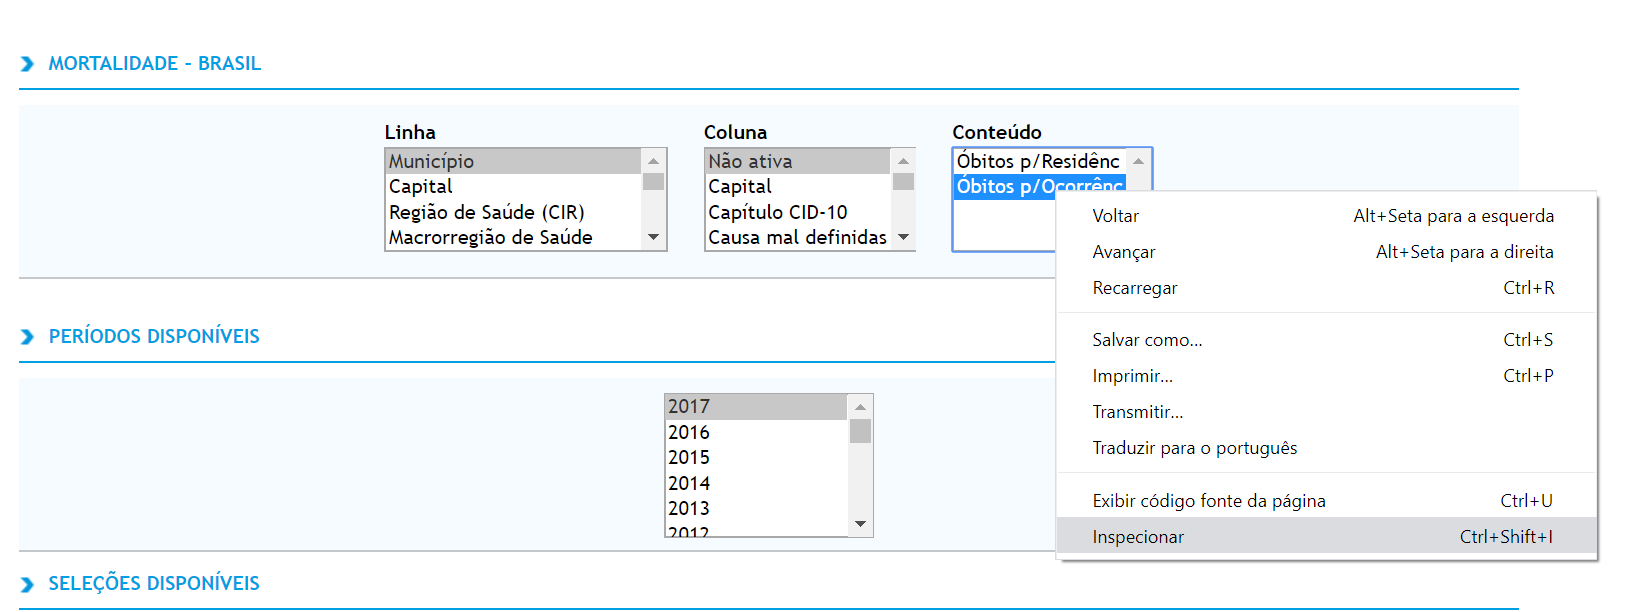 MORTALIDADE - BRASIL
Linha
Município
Capital
Região de Saúde (CIR)
Macrorregião de Saúde
Coluna
Não ativa
Capital
Capítulo CID-10
Causa mal definidas
Conteúdo
Óbitos p/Residênc
Óbitos p/Ocorrênc
Voltar Alt+Seta para a esquerda
Avançar Alt+Seta para a direita
Recarregar Ctrl+R
Salvar como... Ctrl+S
Imprimir... Ctrl+P
Transmitir...
Traduzir para o português
Exibir código fonte da página Ctrl+U
Inspecionar Ctrl+Shift+I
PERÍODOS DISPONÍVEIS
2017
2016
2015
2014
2013
2012
SELEÇÕES DISPONÍVEIS